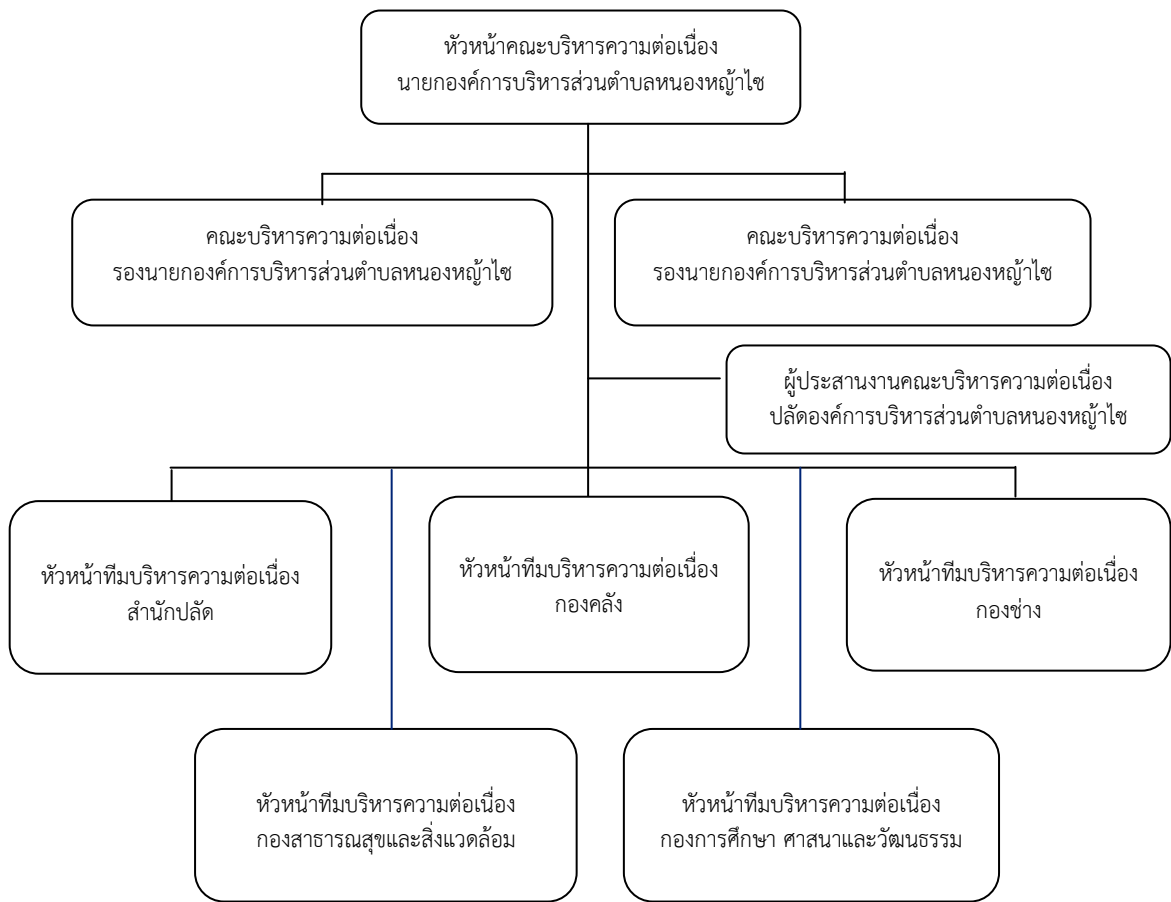 หัวหน้าคณะบริหารความต่อเนื่อง
นายกองค์การบริหารส่วนตำบลหนองหญ้าไซ
คณะบริหารความต่อเนื่อง
รองนายกองค์การบริหารส่วนตำบลหนองหญ้าไซ
คณะบริหารความต่อเนื่อง
รองนายกองค์การบริหารส่วนตำบลหนองหญ้าไซ
ผู้ประสานงานคณะบริหารความต่อเนื่อง
ปลัดองค์การบริหารส่วนตำบลหนองหญ้าไซ
หัวหน้าทีมบริหารความต่อเนื่อง
สำนักปลัด
หัวหน้าทีมบริหารความต่อเนื่อง
กองคลัง
หัวหน้าทีมบริหารความต่อเนื่อง
กองช่าง
หัวหน้าทีมบริหารความต่อเนื่อง
กองสาธารณสุขและสิ่งแวดล้อม
หัวหน้าทีมบริหารความต่อเนื่อง
กองการศึกษา ศาสนาและวัฒนธรรม